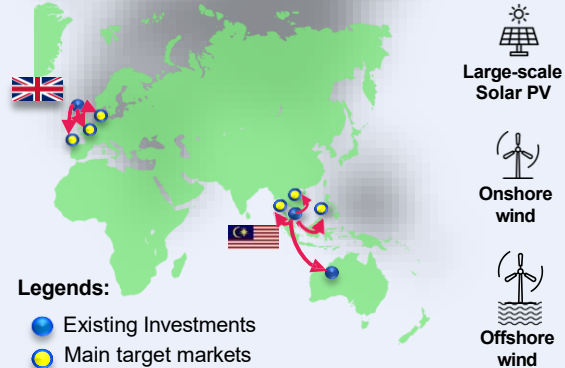 Large-scale
Solar PV
Onshore
wind
Offshore
wind
Legends:
Existing Investments
Main target markets